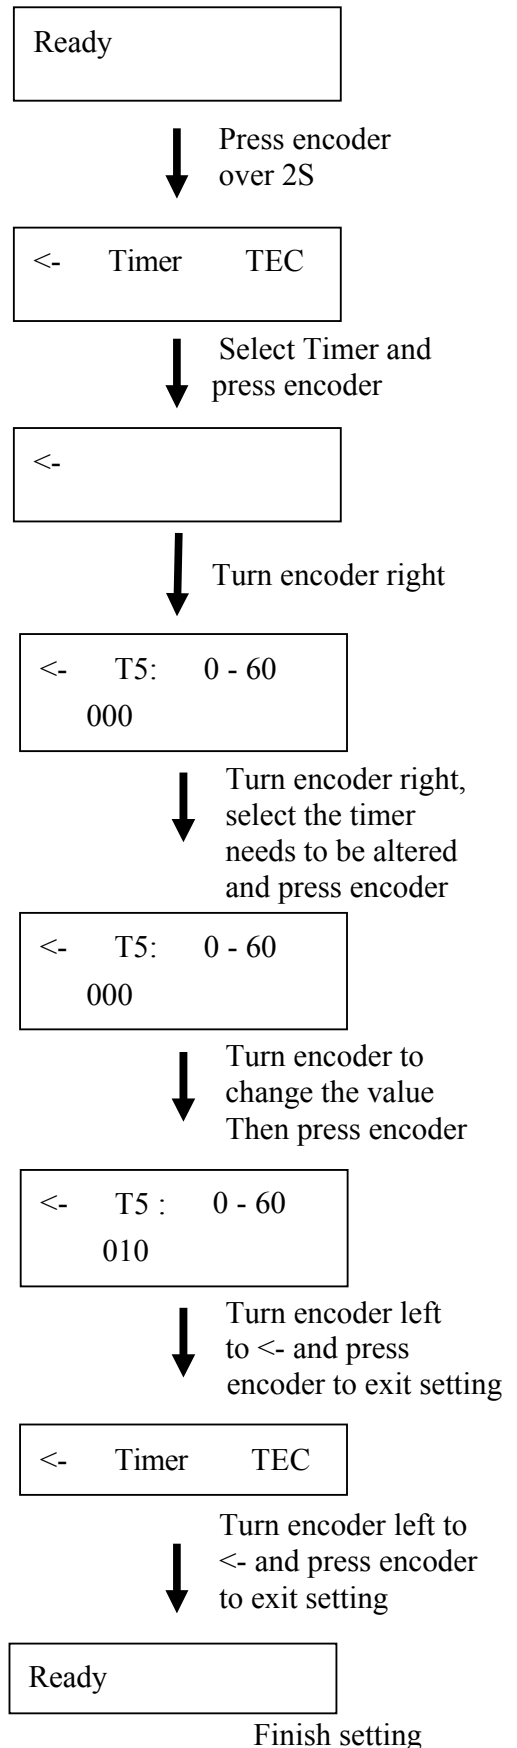 Ready
Press encoder
over 2S
<- Timer TEC
Select Timer and
press encoder
<-
Turn encoder right
<- T5: 0 - 60
000
Turn encoder right,
select the timer
needs to be altered
and press encoder
<- T5: 0 - 60
000
Turn encoder to
change the value
Then press encoder
<- T5 : 0 - 60
010
Turn encoder left
to <- and press
encoder to exit setting
<- Timer TEC
Turn encoder left to
<- and press encoder
to exit setting
Ready
Finish setting